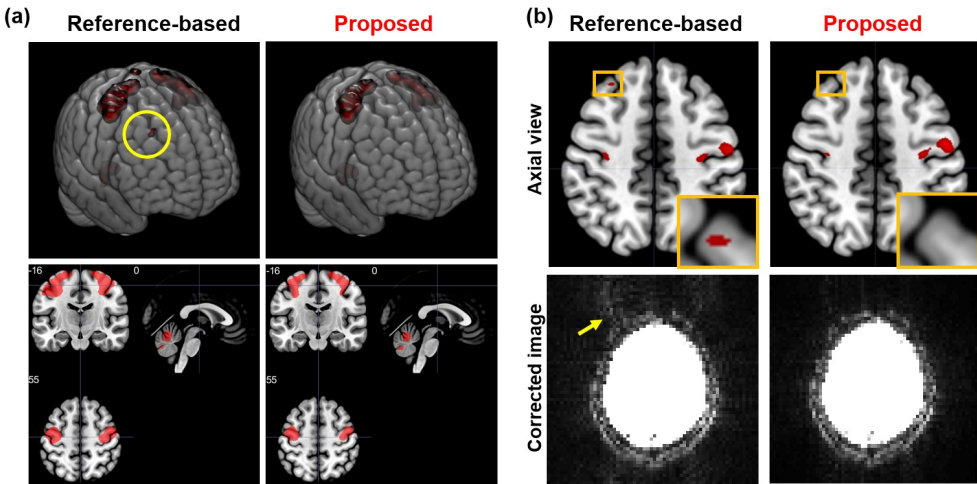 (a)
Reference-based
Proposed
-16
0
55
-16
0
55
(b)
Reference-based
Proposed
Axial view
Corrected image